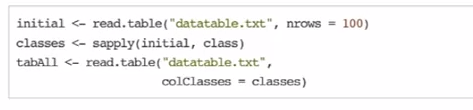 initial <- read.table("datatable.txt", nrows = 100)
classes <- sapply(initial, class)
tabAll <- read.table("datatable.txt",
colClasses = classes)